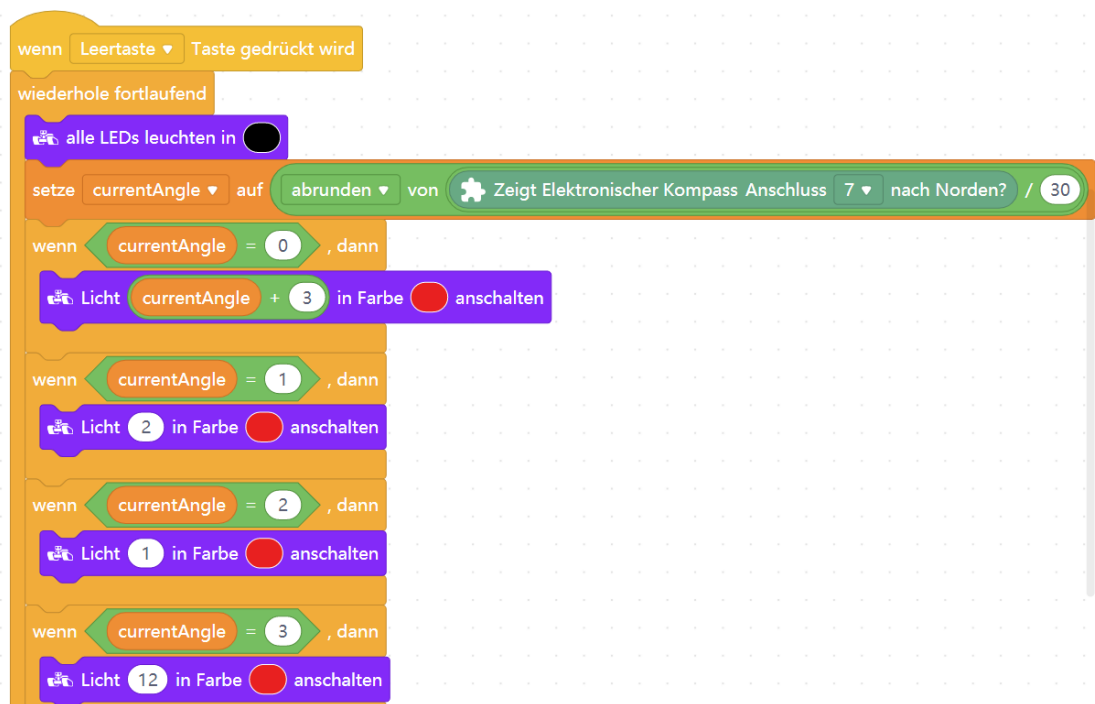 wenn Leertaste Taste gedrückt wird
wiederhole fortlaufend
alle LEDs leuchten in
setze currentAngle auf abrunden von Zeigt Elektronischer Kompass Anschluss 7 nach Norden? / 30
wenn currentAngle = 0 , dann
Licht currentAngle + 3 in Farbe anschalten
wenn currentAngle = 1 , dann
Licht 2 in Farbe anschalten
wenn currentAngle = 2 , dann
Licht 1 in Farbe anschalten
wenn currentAngle = 3 , dann
Licht 12 in Farbe anschalten